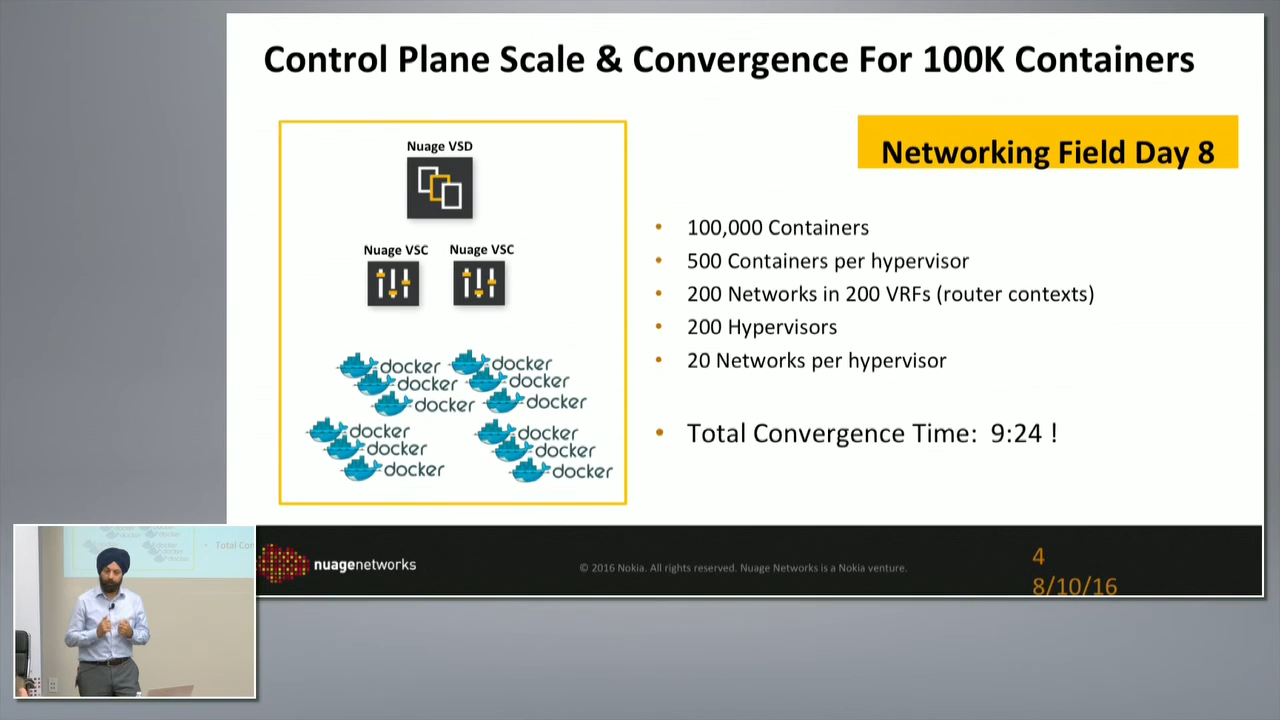 Control Plane Scale & Convergence For 100K Containers
Nuage VSD
Nuage VSC
Nuage VSC
docker
docker
docker
docker
docker
docker
docker
docker
docker
docker
docker
docker
Networking Field Day 8
• 100,000 Containers
• 500 Containers per hypervisor
• 200 Networks in 200 VRFs (router contexts)
• 200 Hypervisors
• 20 Networks per hypervisor
• Total Convergence Time: 9:24 !
nuagenetworks
© 2016 Nokia. All rights reserved. Nuage Networks is a Nokia venture.
4
8/10/16
Total Con